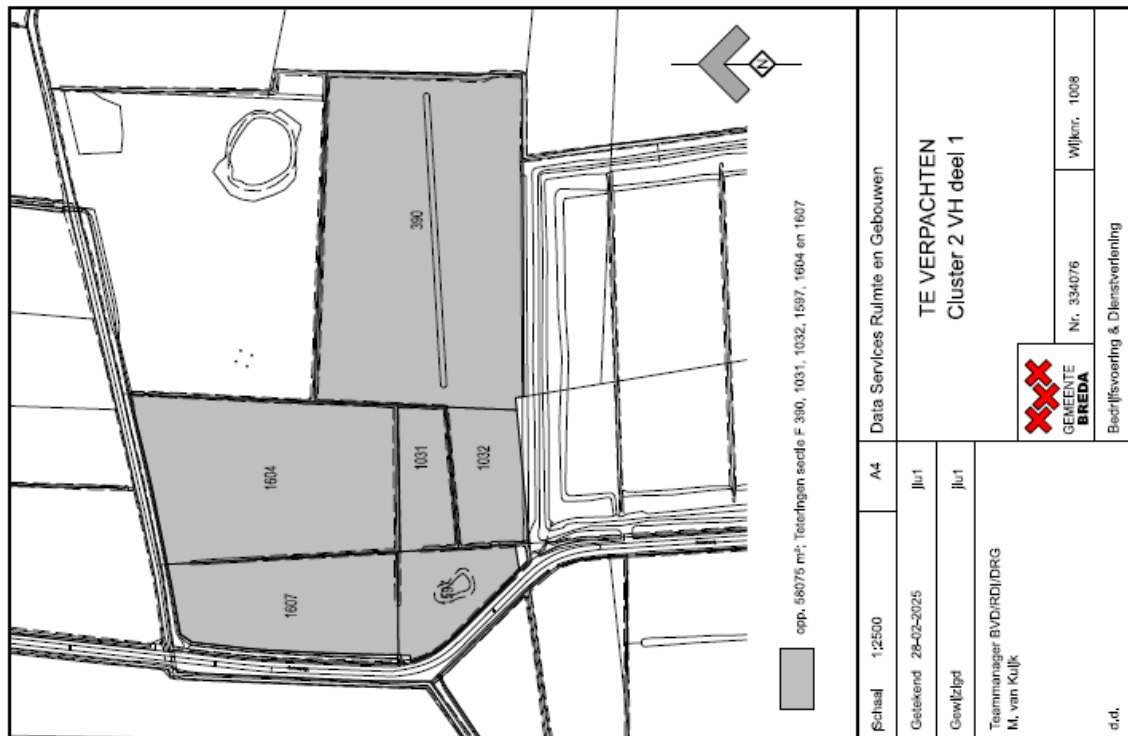 390
1604
1031
1032
1607
1597
N
opp. 58075 m²; Teteringen sectie F 390, 1031, 1032, 1597, 1604 en 1607
Schaal 1:2500 A4
Getekend 28-02-2025 jlu1
Gewijzigd jlu1
Teammanager BVD/RDI/DRG
M. van Kuijk
d.d.
Data Services Ruimte en Gebouwen
TE VERPACHTEN
Cluster 2 VH deel 1
GEMEENTE
BREDA
Nr. 334076 Wijknr. 1008
Bedrijfsvoering & Dienstverlening